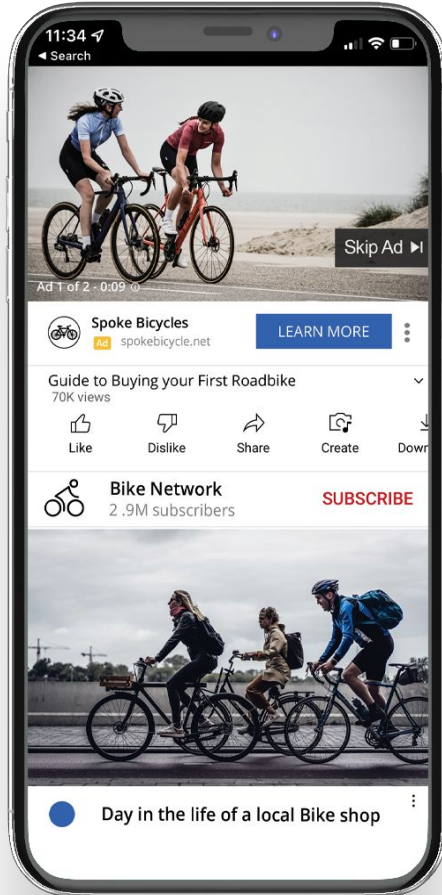 11:34
◀ Search
Skip Ad
Ad 1 of 2 - 0:09
Spoke Bicycles
Ad spokebicycle.net
LEARN MORE
Guide to Buying your First Roadbike
70K views
Like Dislike Share Create Down
Bike Network
2 .9M subscribers
SUBSCRIBE
Day in the life of a local Bike shop